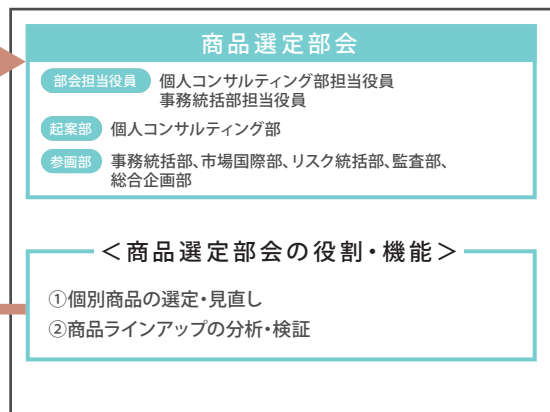 商品選定部会
部会担当役員 個人コンサルティング部担当役員
事務統括部担当役員
起案部 個人コンサルティング部
参画部 事務統括部、市場国際部、リスク統括部、監査部、
総合企画部
＜商品選定部会の役割・機能＞
①個別商品の選定・見直し
②商品ラインアップの分析・検証